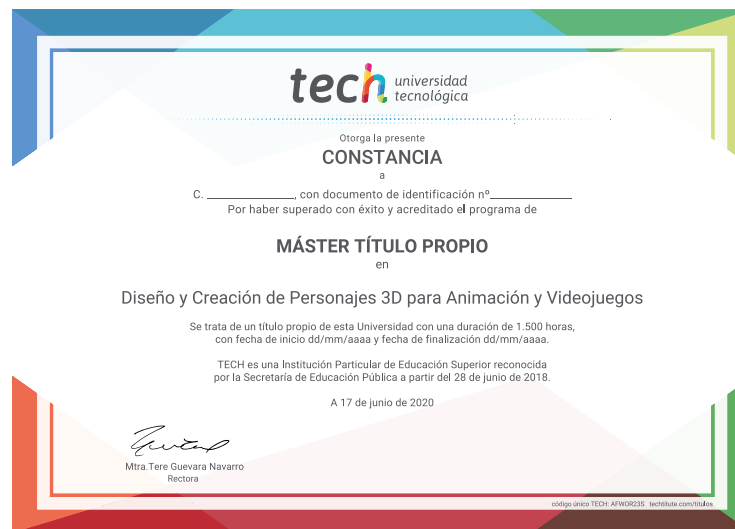 tech universidad
tecnológica
Otorga la presente
CONSTANCIA
a
C. ______________, con documento de identificación nº_____________
Por haber superado con éxito y acreditado el programa de
MÁSTER TÍTULO PROPIO
en
Diseño y Creación de Personajes 3D para Animación y Videojuegos
Se trata de un título propio de esta Universidad con una duración de 1.500 horas,
con fecha de inicio dd/mm/aaaa y fecha de finalización dd/mm/aaaa.
TECH es una Institución Particular de Educación Superior reconocida
por la Secretaría de Educación Pública a partir del 28 de junio de 2018.
A 17 de junio de 2020
Mtra.Tere Guevara Navarro
Rectora
código único TECH: AFWOR23S techtitute.com/titulos